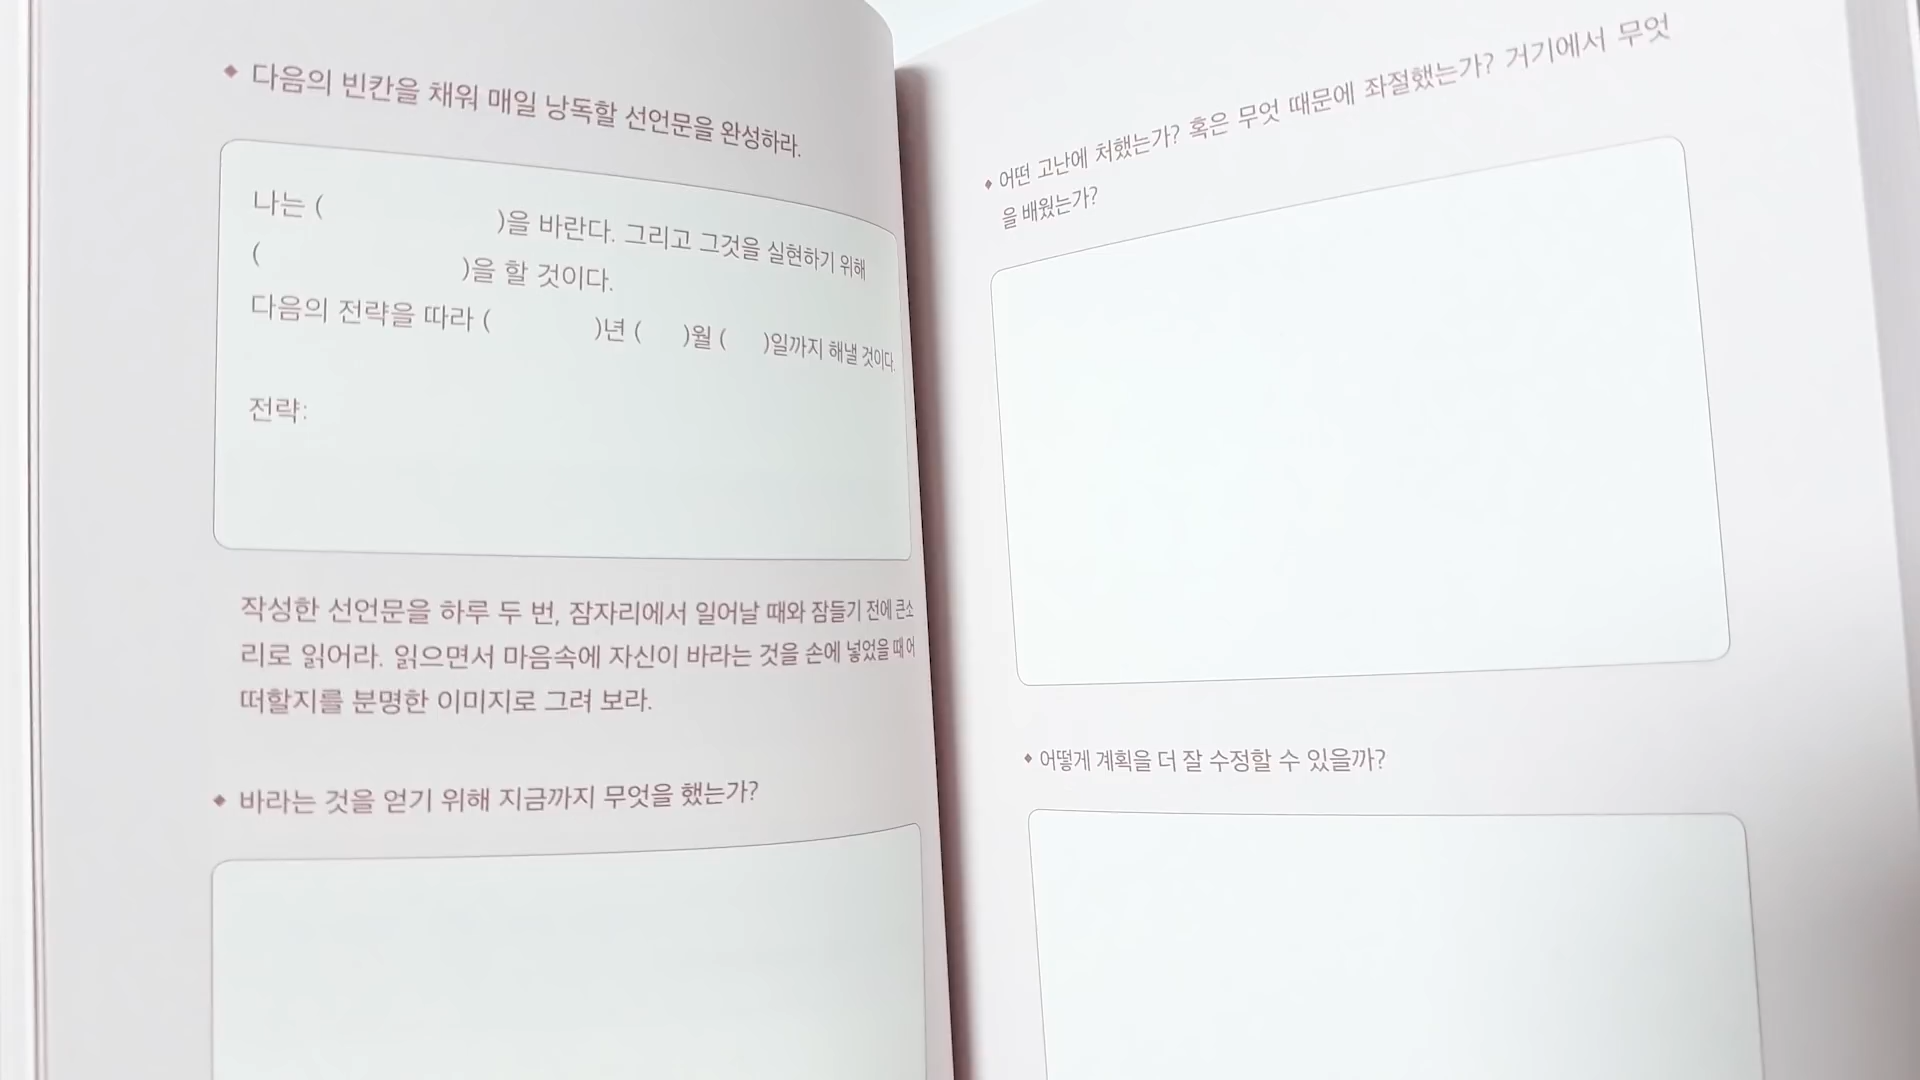 ◆ 다음의 빈칸을 채워 매일 낭독할 선언문을 완성하라.
나는 ( )을 바란다. 그리고 그것을 실현하기 위해
( )을 할 것이다.
다음의 전략을 따라 ( )년 ( )월 ( )일까지 해낼 것이다.
전략:
작성한 선언문을 하루 두 번, 잠자리에서 일어날 때와 잠들기 전에 큰소
리로 읽어라. 읽으면서 마음속에 자신이 바라는 것을 손에 넣었을 때 어
떠할지를 분명한 이미지로 그려 보라.
◆ 바라는 것을 얻기 위해 지금까지 무엇을 했는가?
◆ 어떤 고난에 처했는가? 혹은 무엇 때문에 좌절했는가? 거기에서 무엇
을 배웠는가?
◆ 어떻게 계획을 더 잘 수정할 수 있을까?